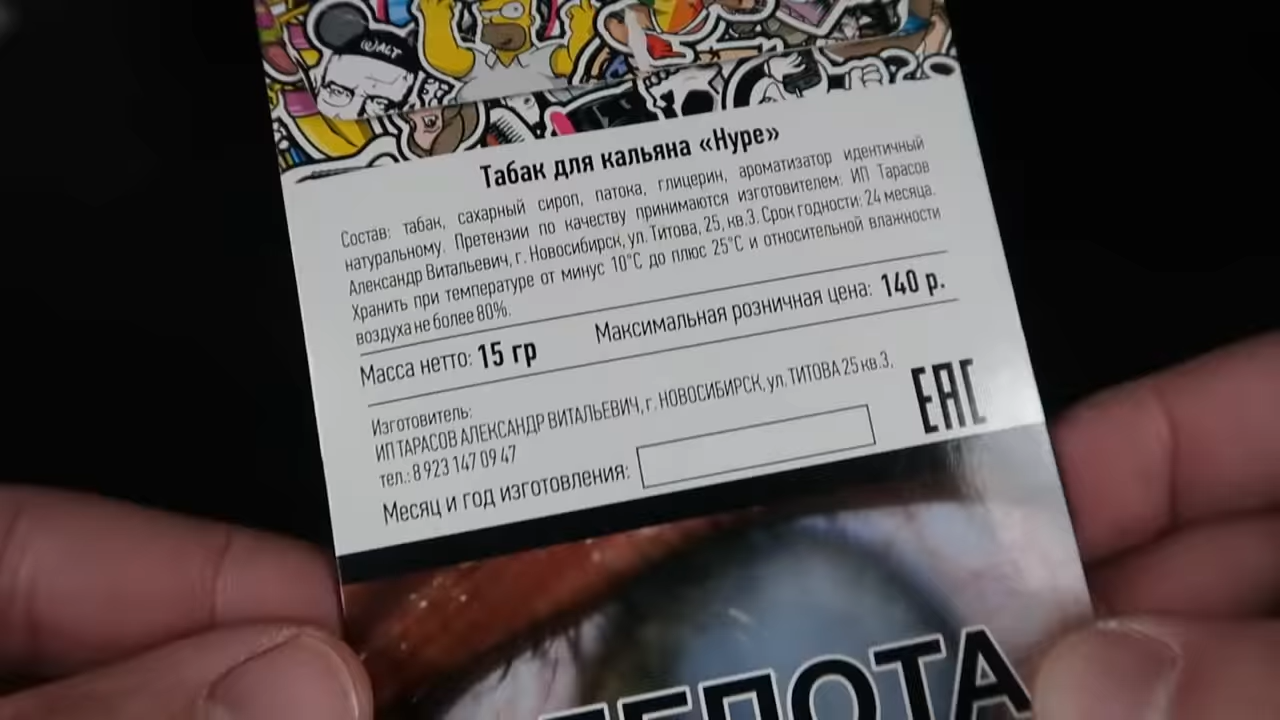 WALT
Табак для кальяна «Hype»
Состав: табак, сахарный сироп, патока, глицерин, ароматизатор идентичный
натуральному. Претензии по качеству принимаются изготовителем: ИП Тарасов
Александр Витальевич, г. Новосибирск, ул. Титова, 25, кв.3. Срок годности: 24 месяца.
Хранить при температуре от минус 10°C до плюс 25°C и относительной влажности
воздуха не более 80%.
Масса нетто: 15 гр Максимальная розничная цена: 140 р.
Изготовитель:
ИП ТАРАСОВ АЛЕКСАНДР ВИТАЛЬЕВИЧ, г. НОВОСИБИРСК, ул. ТИТОВА 25 кв.3,
тел.: 8 923 147 09 47
Месяц и год изготовления:
EAC
ЛЕПОТА